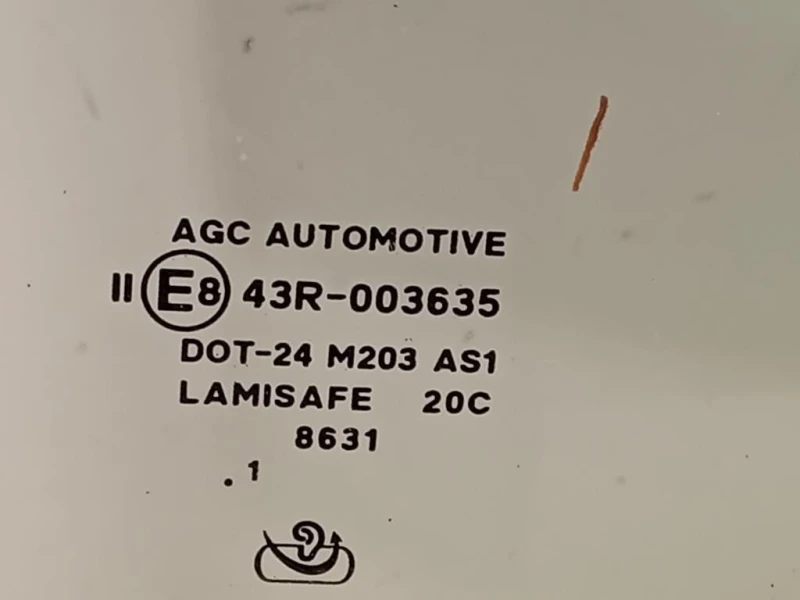 AGC AUTOMOTIVE
II E8 43R-003635
DOT-24 M203 AS1
LAMISAFE 20C
8631
. 1